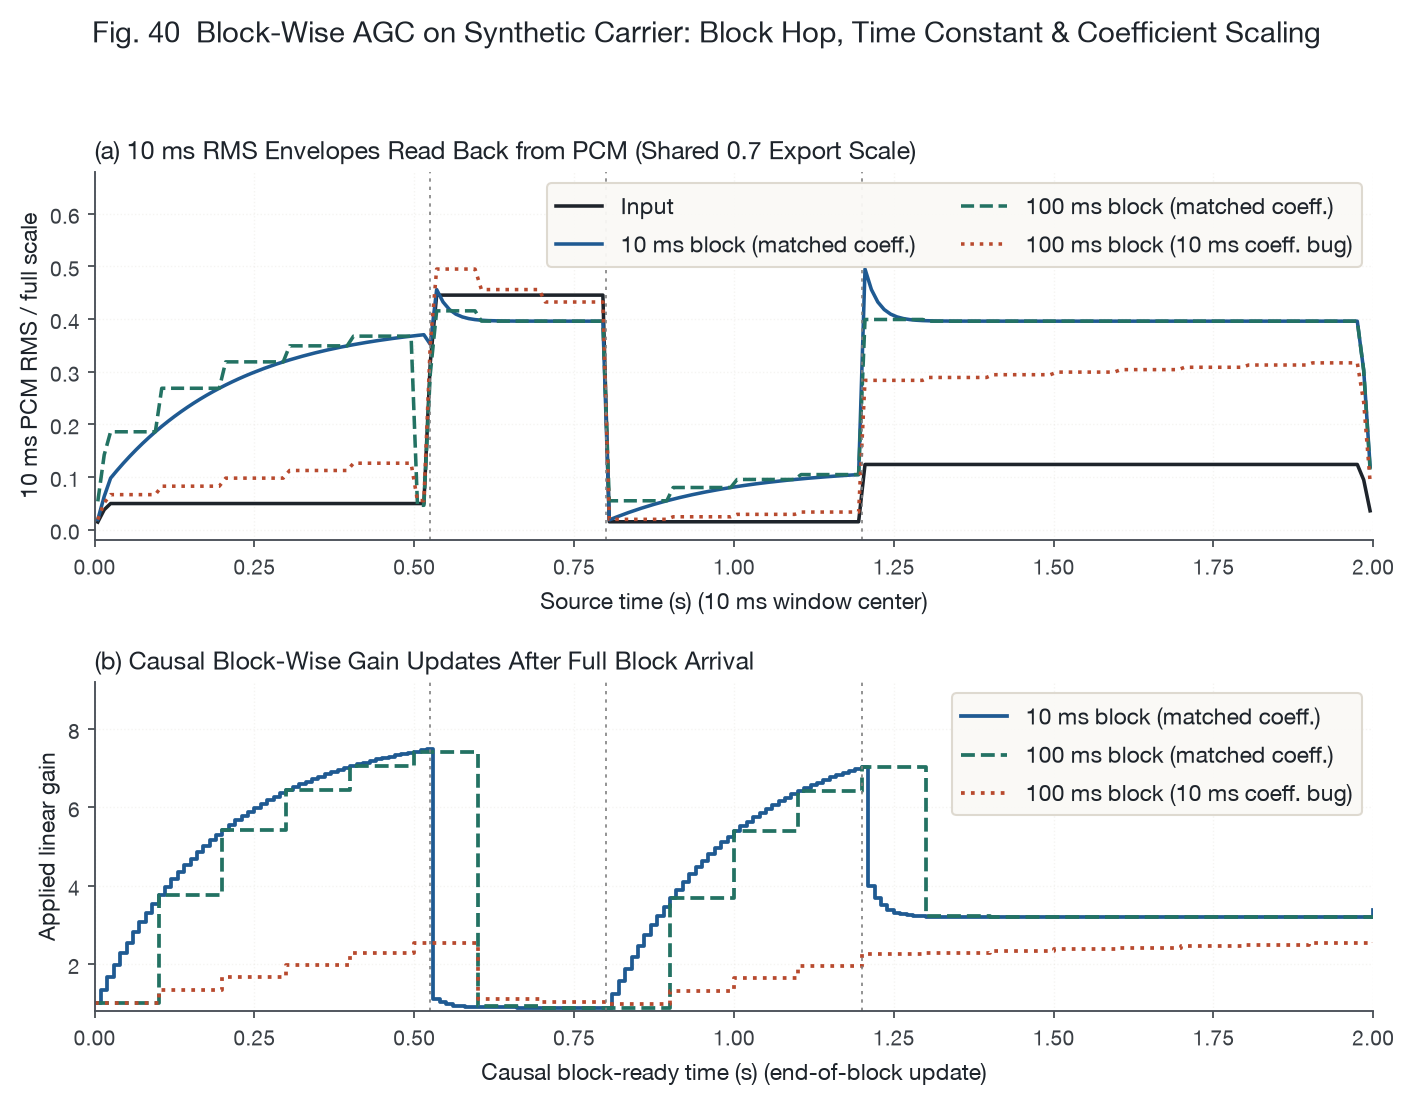 Fig. 40  Block-Wise AGC on Synthetic Carrier: Block Hop, Time Constant & Coefficient Scaling
(a) 10 ms RMS Envelopes Read Back from PCM (Shared 0.7 Export Scale)
10 ms PCM RMS / full scale
0.6
0.5
0.4
0.3
0.2
0.1
0.0
Input
10 ms block (matched coeff.)
100 ms block (matched coeff.)
100 ms block (10 ms coeff. bug)
0.00 0.25 0.50 0.75 1.00 1.25 1.50 1.75 2.00
Source time (s) (10 ms window center)
(b) Causal Block-Wise Gain Updates After Full Block Arrival
Applied linear gain
8
6
4
2
10 ms block (matched coeff.)
100 ms block (matched coeff.)
100 ms block (10 ms coeff. bug)
0.00 0.25 0.50 0.75 1.00 1.25 1.50 1.75 2.00
Causal block-ready time (s) (end-of-block update)